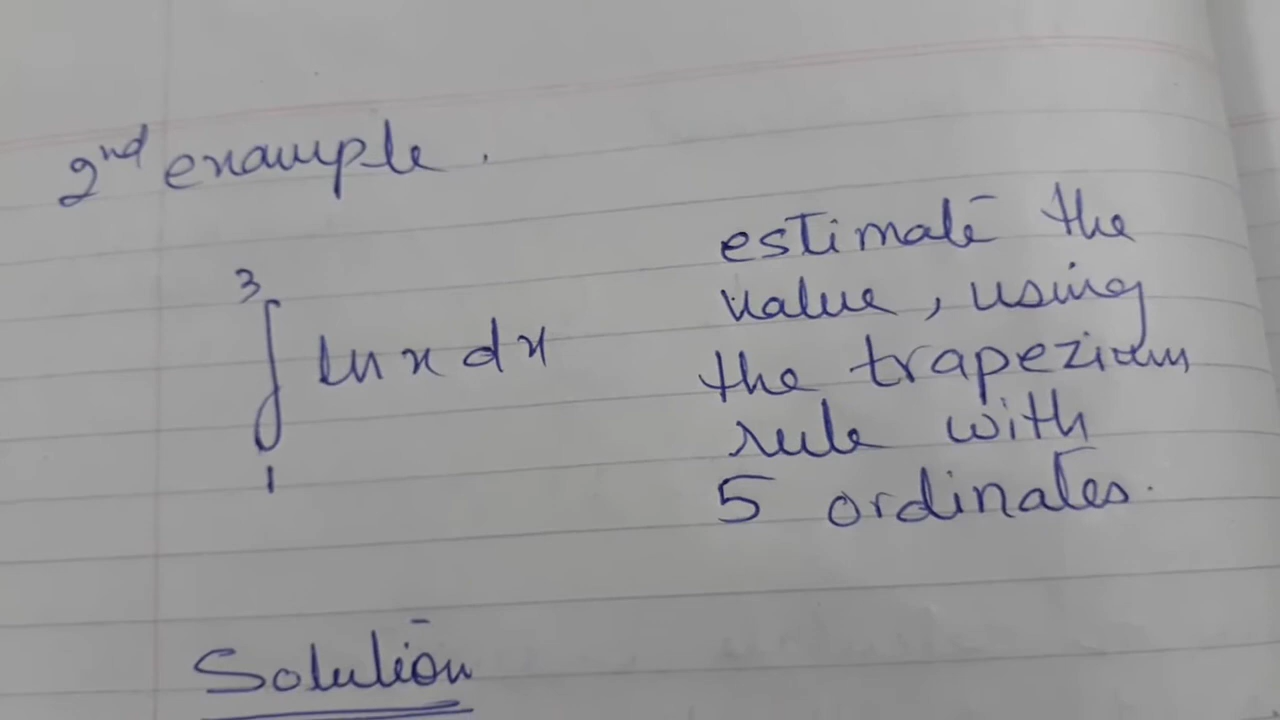 2nd example.
3
∫ ln x dx
1
estimate the
value, using
the trapezium
rule with
5 ordinates.
Solution